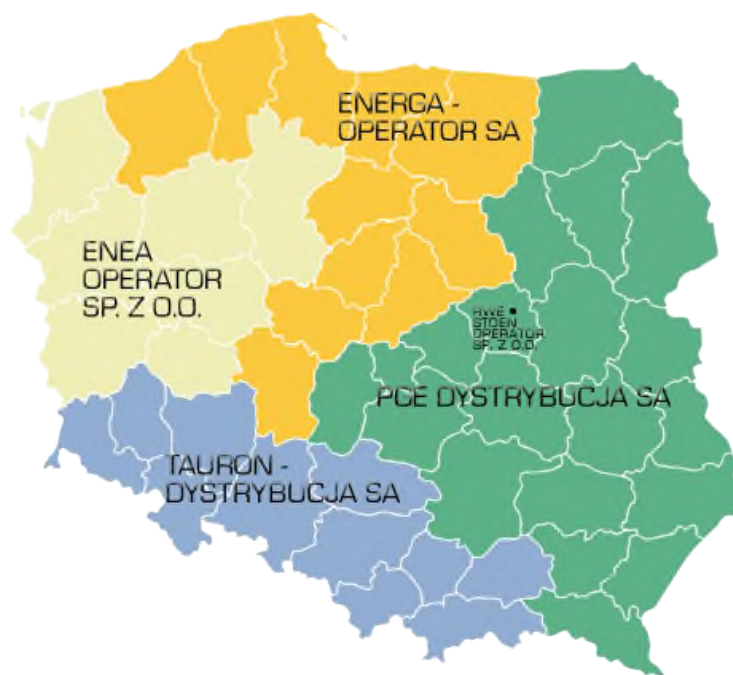 ENERGA -
OPERATOR SA
ENEA
OPERATOR
SP. Z O.O.
RWE
STOEN
OPERATOR
SP. Z O.O.
PGE DYSTRYBUCJA SA
TAURON -
DYSTRYBUCJA SA